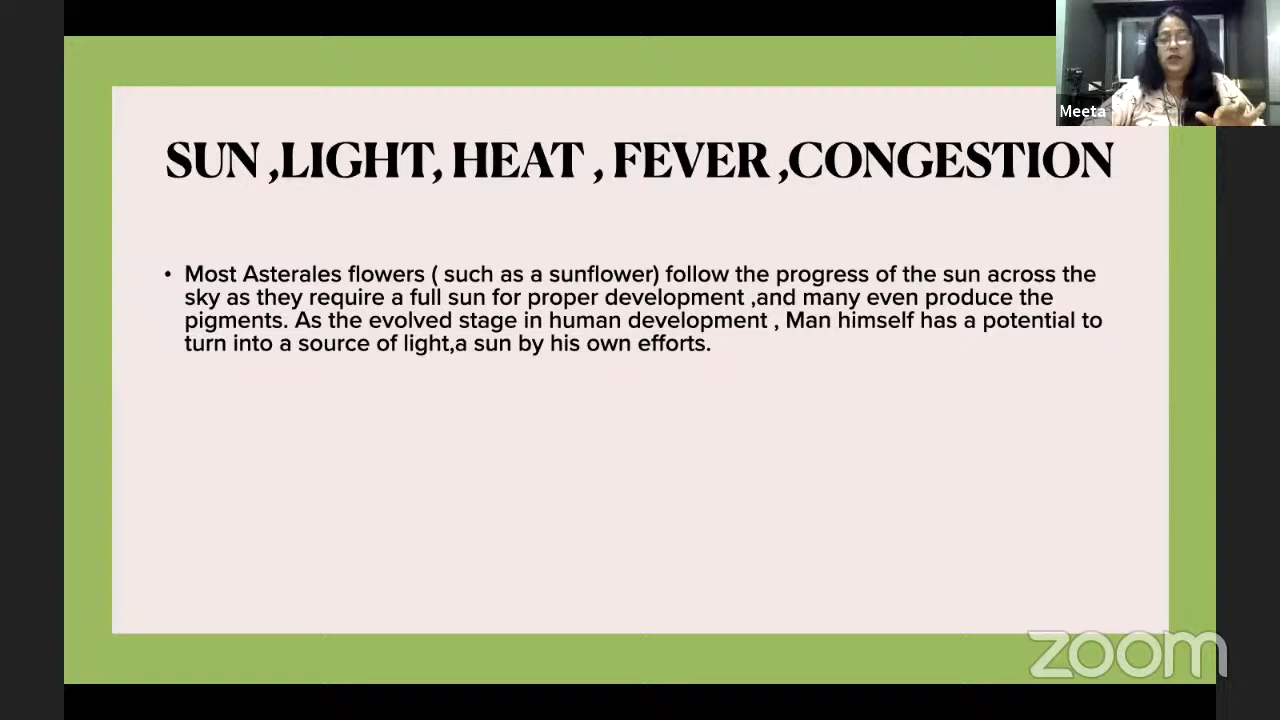 Meeta
SUN ,LIGHT, HEAT , FEVER ,CONGESTION
• Most Asterales flowers ( such as a sunflower) follow the progress of the sun across the
sky as they require a full sun for proper development ,and many even produce the
pigments. As the evolved stage in human development , Man himself has a potential to
turn into a source of light,a sun by his own efforts.
zoom